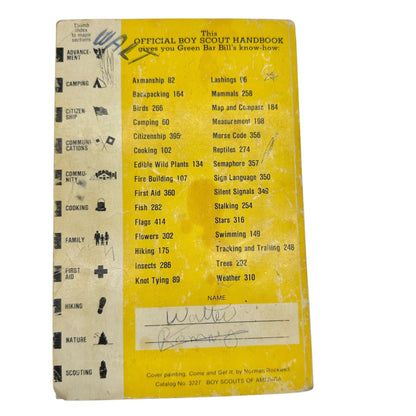 Thumb
index
to major
sections
WALT
This
OFFICIAL BOY SCOUT HANDBOOK
gives you Green Bar Bill's know-how:
ADVANCE-
MENT
CAMPING
CITIZEN-
SHIP
COMMUNI-
CATIONS
COMMU-
NITY
COOKING
FAMILY
FIRST
AID
HIKING
NATURE
SCOUTING
Axmanship 82
Backpacking 164
Birds 266
Camping 60
Citizenship 395
Cooking 102
Edible Wild Plants 134
Fire Building 107
First Aid 360
Fish 282
Flags 414
Flowers 302
Hiking 175
Insects 286
Knot Tying 89
Lashings 96
Mammals 258
Map and Compass 184
Measurement 198
Morse Code 356
Reptiles 274
Semaphore 357
Sign Language 350
Silent Signals 349
Stalking 254
Stars 316
Swimming 149
Tracking and Trailing 248
Trees 292
Weather 310
NAME
Walter
Cover painting, Come and Get It, by Norman Rockwell
Catalog No. 3227 BOY SCOUTS OF AMERICA